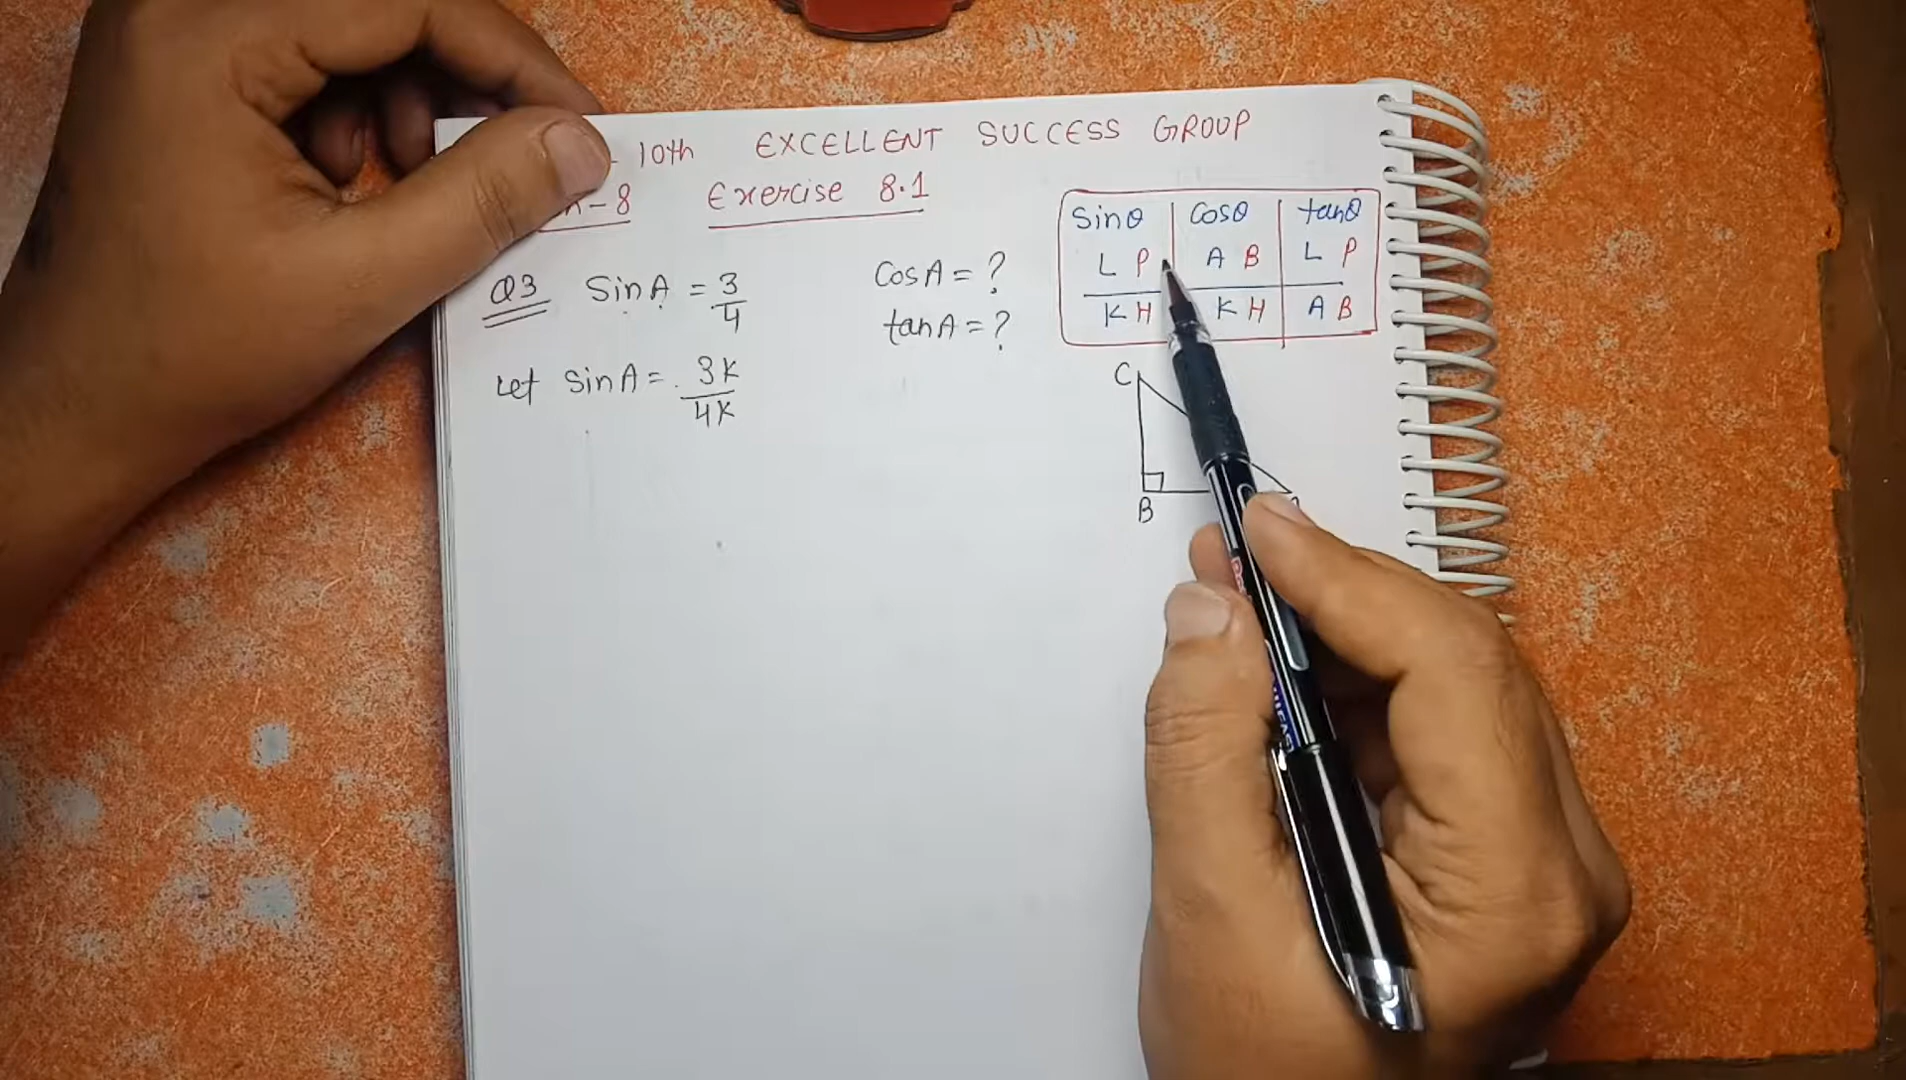 - 10th EXCELLENT SUCCESS GROUP
- 8 Exercise 8.1
Q3 Sin A = 3/4
Cos A = ?
tan A = ?
Let sin A = 3K/4K
Sinθ Cosθ tanθ
L P A B L P
K H K H A B
C
B